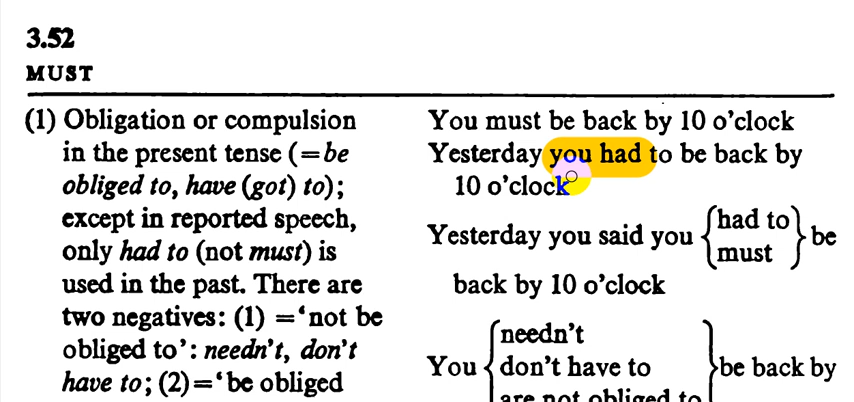 3.52
MUST
(1) Obligation or compulsion
in the present tense (=be
obliged to, have (got) to);
except in reported speech,
only had to (not must) is
used in the past. There are
two negatives: (1) = ‘not be
obliged to’: needn't, don't
have to; (2)=‘be obliged
You must be back by 10 o’clock
Yesterday you had to be back by
10 o’clock
Yesterday you said you {had to / must} be
back by 10 o’clock
needn't
You {don't have to} be back by
are not obliged to